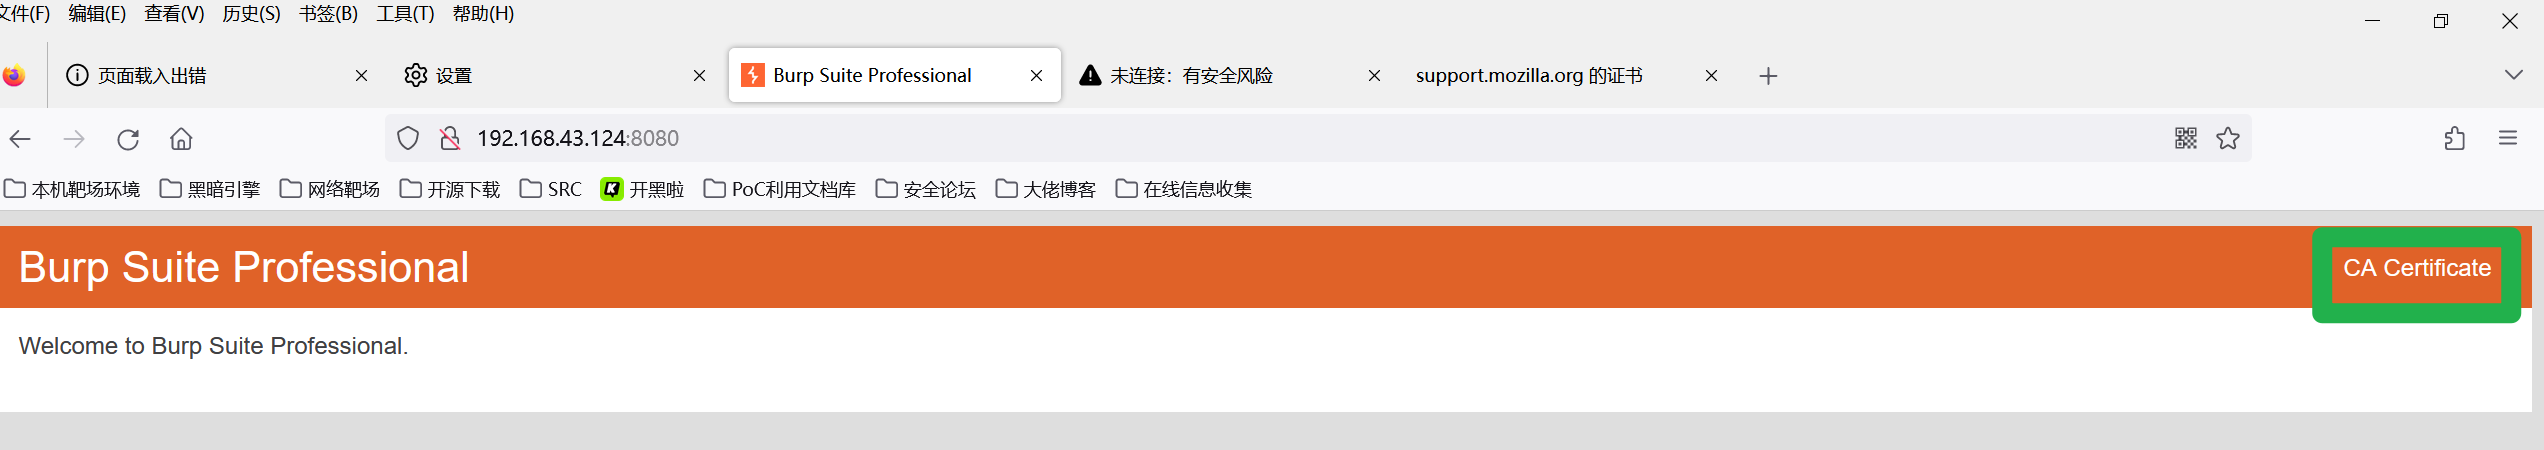 文件(F) 编辑(E) 查看(V) 历史(S) 书签(B) 工具(T) 帮助(H)
页面载入出错 设置 Burp Suite Professional 未连接：有安全风险 support.mozilla.org 的证书
192.168.43.124:8080
本机靶场环境 黑暗引擎 网络靶场 开源下载 SRC 开黑啦 PoC利用文档库 安全论坛 大佬博客 在线信息收集
Burp Suite Professional CA Certificate
Welcome to Burp Suite Professional.